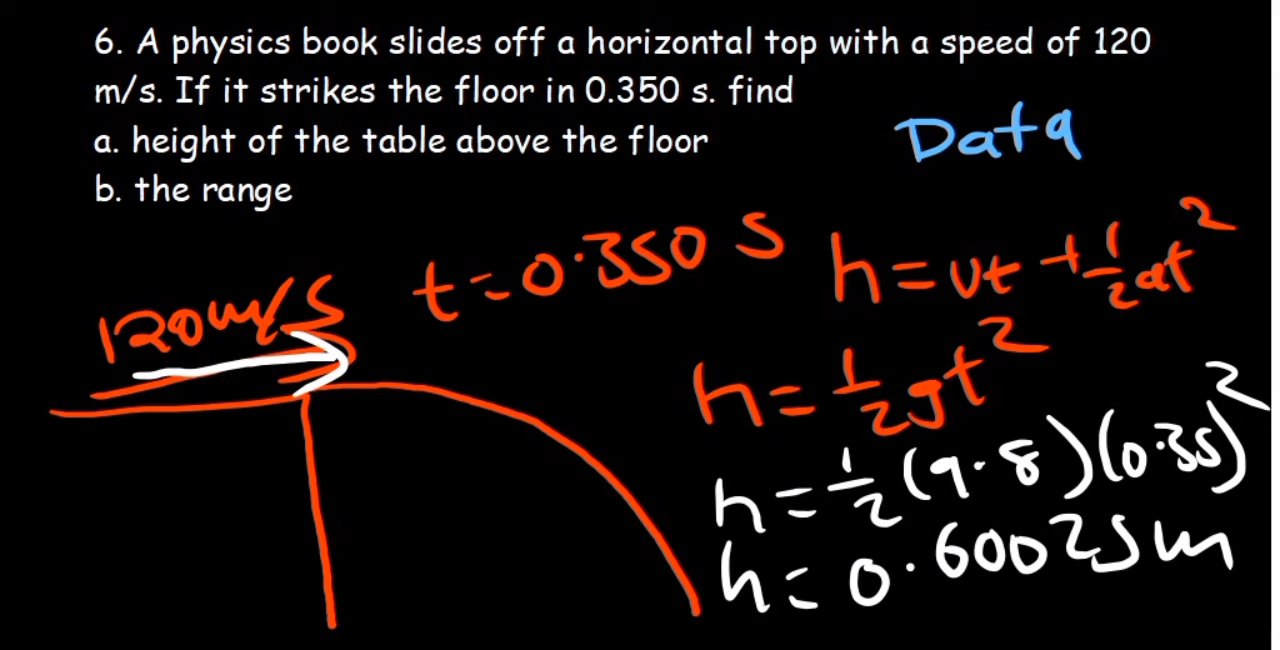 6. A physics book slides off a horizontal top with a speed of 120
m/s. If it strikes the floor in 0.350 s. find
a. height of the table above the floor
b. the range
Data
120m/s
t=0.350 S
h=ut+½at²
h=½gt²
h=½(9.8)(0.35)²
h=0.60025m